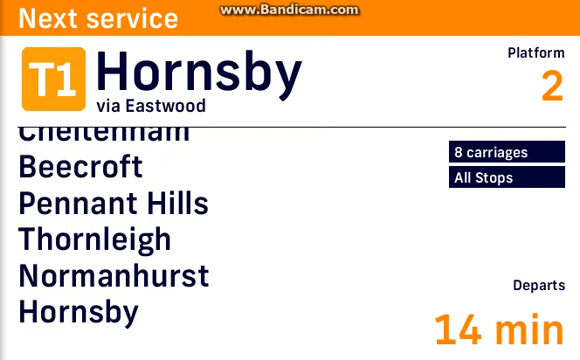 www.Bandicam.com
Next service
T1
Hornsby
via Eastwood
Platform
2
Cheltenham
Beecroft
Pennant Hills
Thornleigh
Normanhurst
Hornsby
8 carriages
All Stops
Departs
14 min